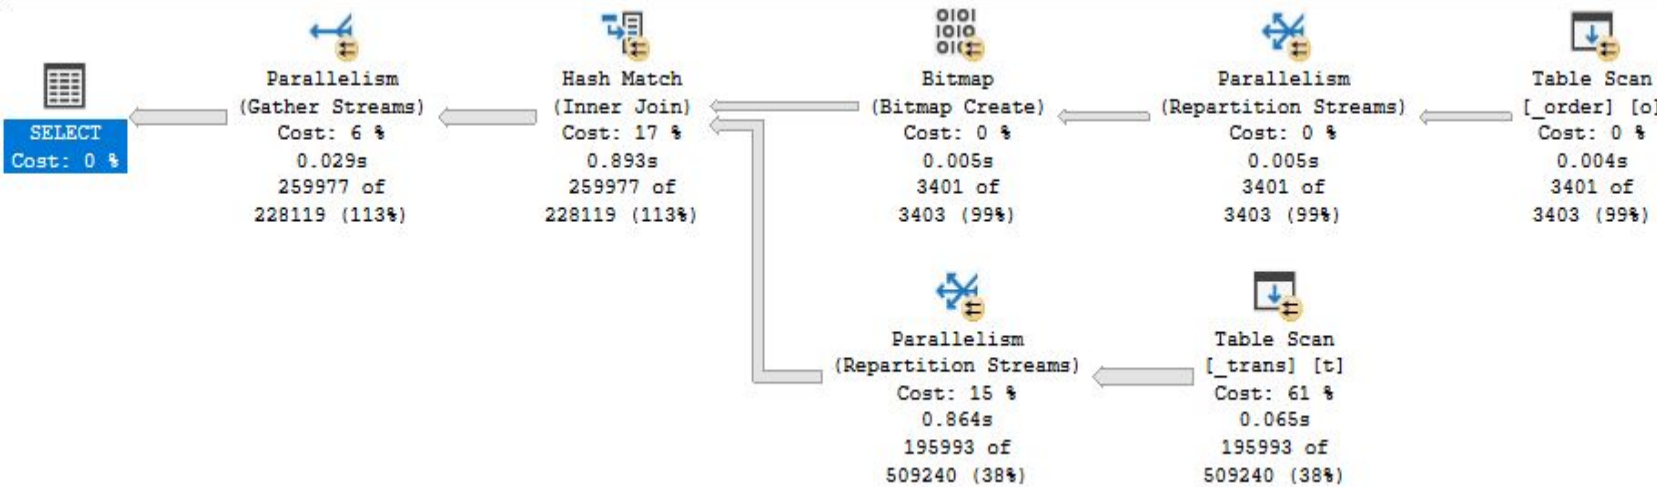 SELECT
Cost: 0 %
Parallelism
(Gather Streams)
Cost: 6 %
0.029s
259977 of
228119 (113%)
Hash Match
(Inner Join)
Cost: 17 %
0.893s
259977 of
228119 (113%)
Bitmap
(Bitmap Create)
Cost: 0 %
0.005s
3401 of
3403 (99%)
Parallelism
(Repartition Streams)
Cost: 0 %
0.005s
3401 of
3403 (99%)
Table Scan
[_order] [o]
Cost: 0 %
0.004s
3401 of
3403 (99%)
Parallelism
(Repartition Streams)
Cost: 15 %
0.864s
195993 of
509240 (38%)
Table Scan
[_trans] [t]
Cost: 61 %
0.065s
195993 of
509240 (38%)